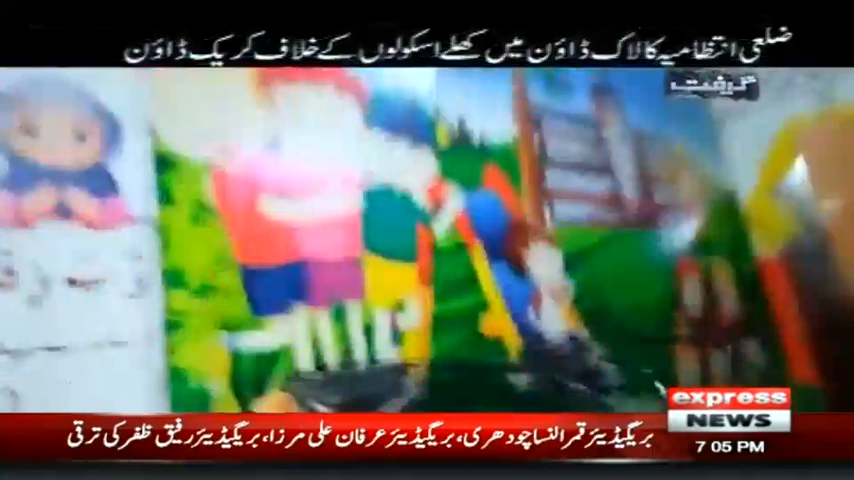 ضلعی انتظامیہ کا لاک ڈاؤن میں کھلے اسکولوں کے خلاف کریک ڈاؤن
گرفت
express
NEWS
7:05 PM
بریگیڈیئر قمر النسا چودھری، بریگیڈیئر عرفان علی مرزا، بریگیڈیئر رفیق ظفر کی ترقی